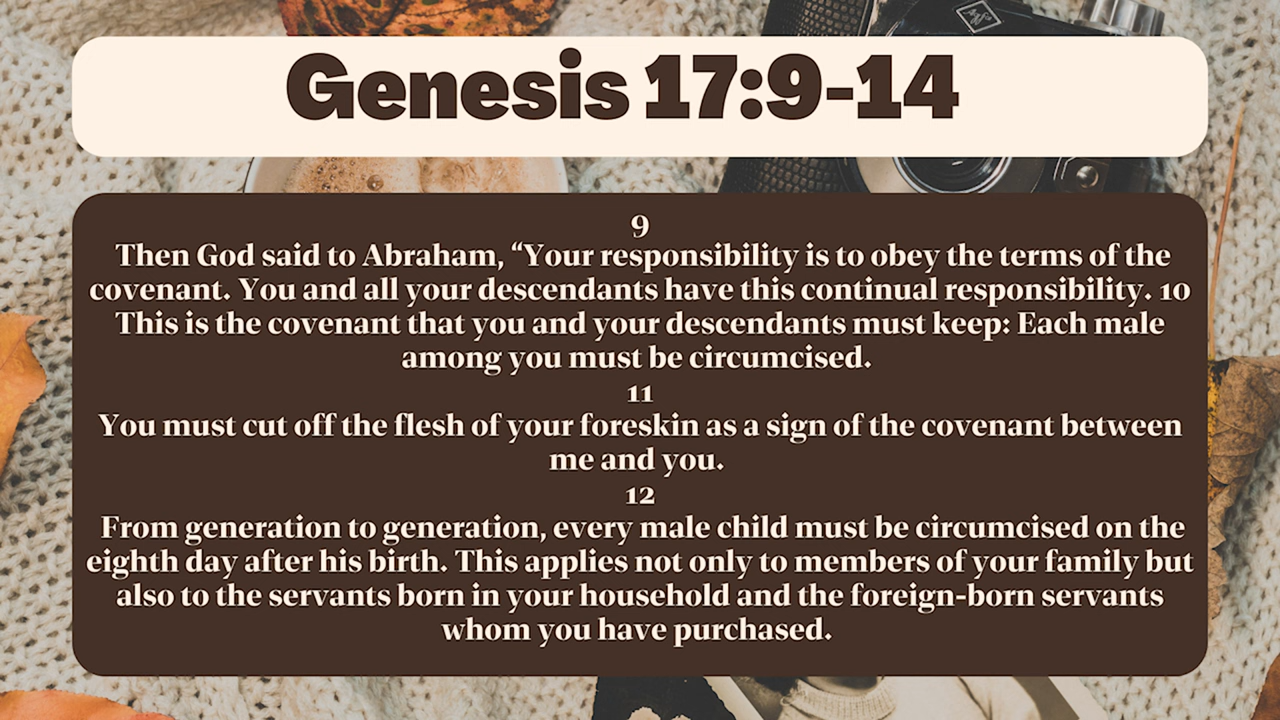 Genesis 17:9-14
9
Then God said to Abraham, “Your responsibility is to obey the terms of the
covenant. You and all your descendants have this continual responsibility. 10
This is the covenant that you and your descendants must keep: Each male
among you must be circumcised.
11
You must cut off the flesh of your foreskin as a sign of the covenant between
me and you.
12
From generation to generation, every male child must be circumcised on the
eighth day after his birth. This applies not only to members of your family but
also to the servants born in your household and the foreign-born servants
whom you have purchased.